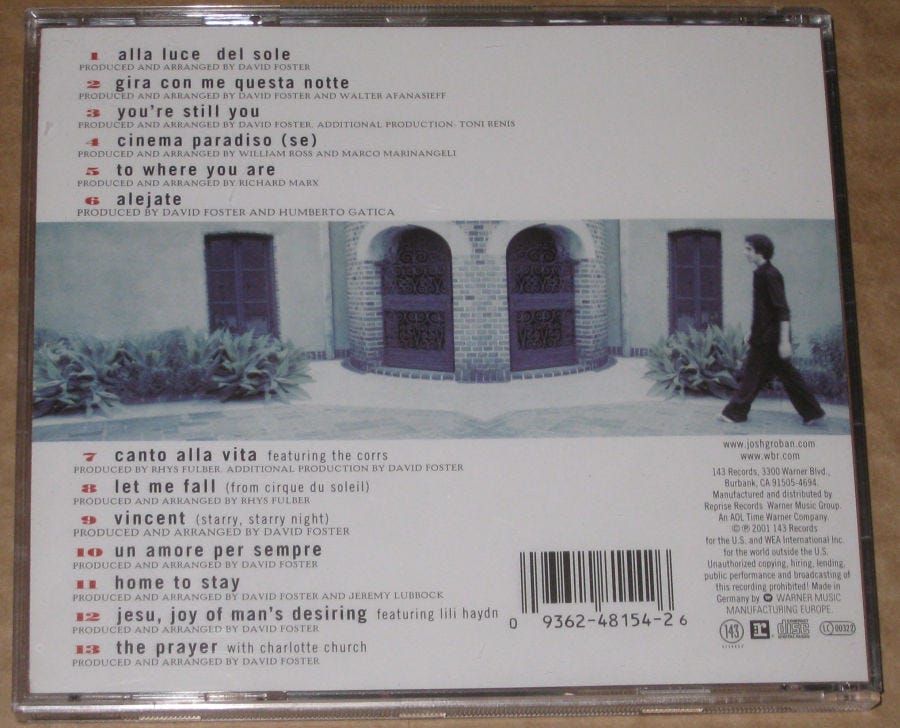 1 alla luce del sole
PRODUCED AND ARRANGED BY DAVID FOSTER
2 gira con me questa notte
PRODUCED AND ARRANGED BY DAVID FOSTER AND WALTER AFANASIEFF
3 you're still you
PRODUCED AND ARRANGED BY DAVID FOSTER. ADDITIONAL PRODUCTION- TONI RENIS
4 cinema paradiso (se)
PRODUCED AND ARRANGED BY WILLIAM ROSS AND MARCO MARINANGELI
5 to where you are
PRODUCED AND ARRANGED BY RICHARD MARX
6 alejate
PRODUCED BY DAVID FOSTER AND HUMBERTO GATICA
7 canto alla vita featuring the corrs
PRODUCED BY RHYS FULBER. ADDITIONAL PRODUCTION BY DAVID FOSTER
8 let me fall (from cirque du soleil)
PRODUCED AND ARRANGED BY RHYS FULBER
9 vincent (starry, starry night)
PRODUCED AND ARRANGED BY DAVID FOSTER
10 un amore per sempre
PRODUCED AND ARRANGED BY DAVID FOSTER
11 home to stay
PRODUCED AND ARRANGED BY DAVID FOSTER AND JEREMY LUBBOCK
12 jesu, joy of man's desiring featuring lili haydn
PRODUCED AND ARRANGED BY DAVID FOSTER
13 the prayer with charlotte church
PRODUCED AND ARRANGED BY DAVID FOSTER
www.joshgroban.com
www.wbr.com
143 Records, 3300 Warner Blvd.,
Burbank, CA 91505-4694.
Manufactured and distributed by
Reprise Records. Warner Music Group.
An AOL Time Warner Company.
© ℗ 2001 143 Records
for the U.S. and WEA International Inc.
for the world outside the U.S.
Unauthorized copying, hiring, lending,
public performance and broadcasting of
this recording prohibited! Made in
Germany by WARNER MUSIC
MANUFACTURING EUROPE.
0 9362-48154-2 6
143 RECORDS
r
COMPACT disc DIGITAL AUDIO
LC 00322